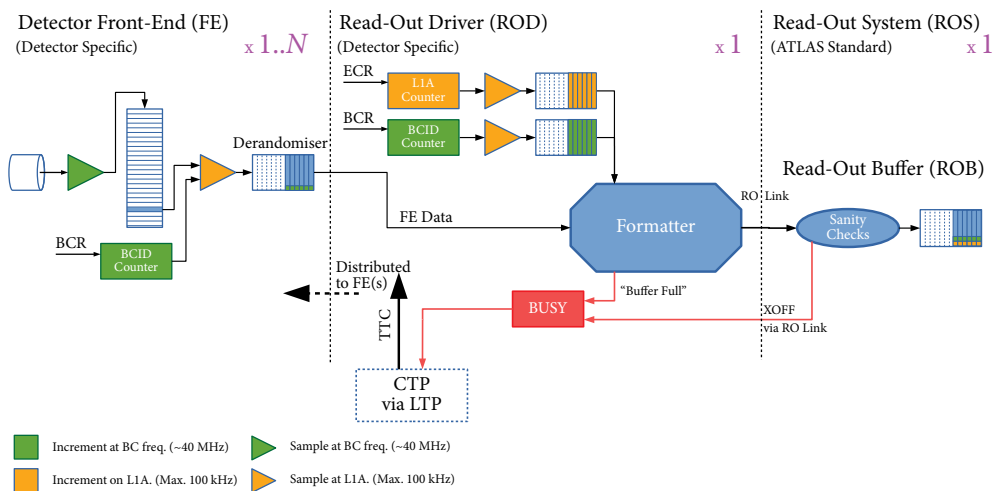 Detector Front-End (FE)
(Detector Specific)
x 1..N
Read-Out Driver (ROD)
(Detector Specific)
x 1
Read-Out System (ROS)
(ATLAS Standard)
x 1
ECR
L1A
Counter
BCR
BCID
Counter
Derandomiser
BCR
BCID
Counter
FE Data
Formatter
RO Link
Read-Out Buffer (ROB)
Sanity
Checks
Distributed
to FE(s)
TTC
"Buffer Full"
BUSY
XOFF
via RO Link
CTP
via LTP
Increment at BC freq. (~40 MHz)
Sample at BC freq. (~40 MHz)
Increment on L1A. (Max. 100 kHz)
Sample at L1A. (Max. 100 kHz)